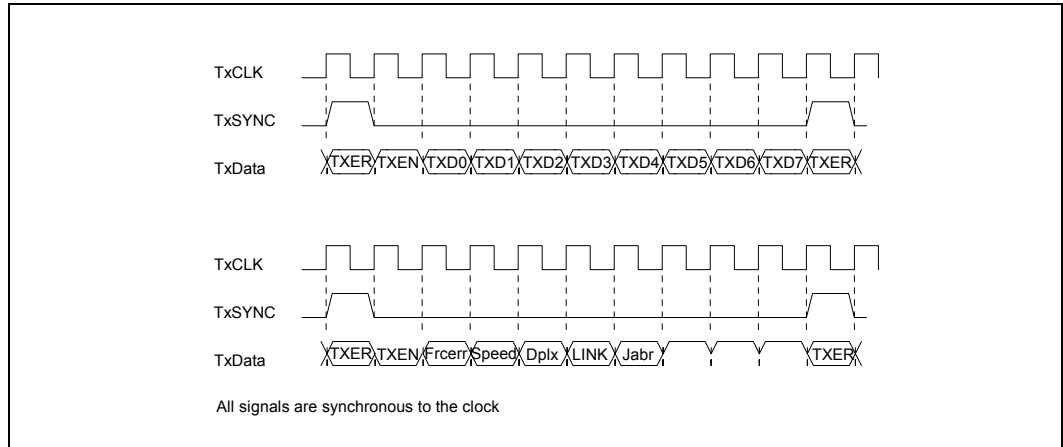 TxCLK
TxSYNC
TxData TXER TXEN TXD0 TXD1 TXD2 TXD3 TXD4 TXD5 TXD6 TXD7 TXER
TxCLK
TxSYNC
TxData TXER TXEN Frcerr Speed Dplx LINK Jabr TXER
All signals are synchronous to the clock